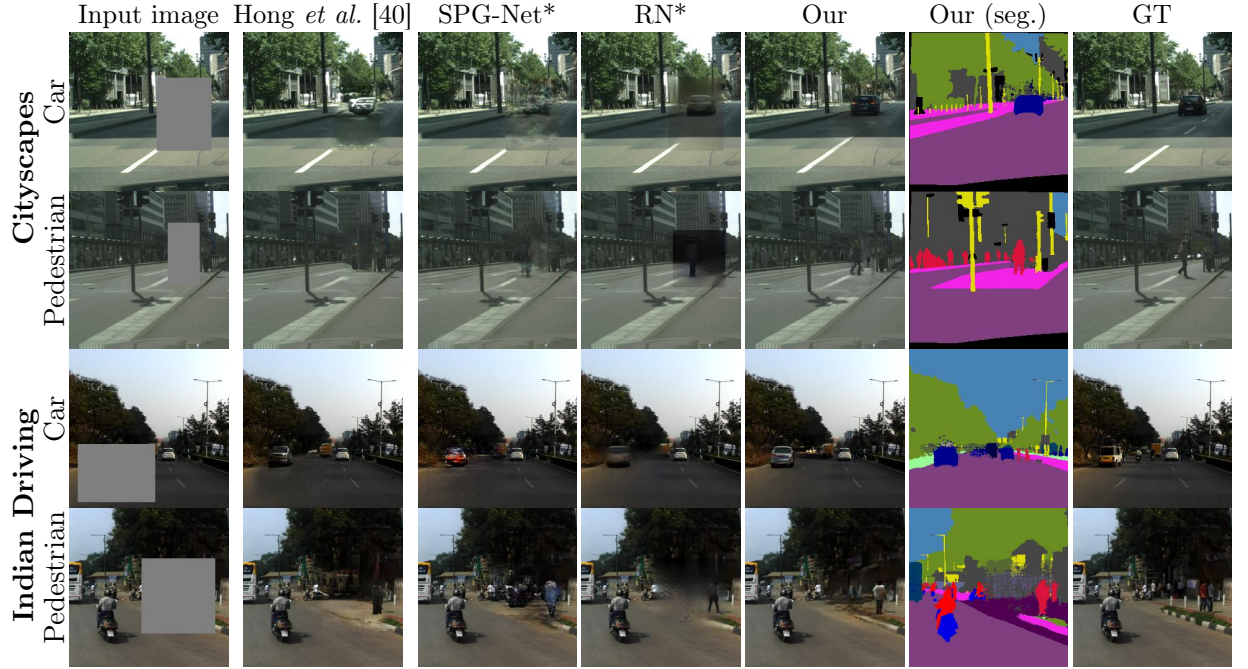 Input image Hong et al. [40] SPG-Net* RN* Our Our (seg.) GT
Cityscapes
Car
Pedestrian
Indian Driving
Car
Pedestrian